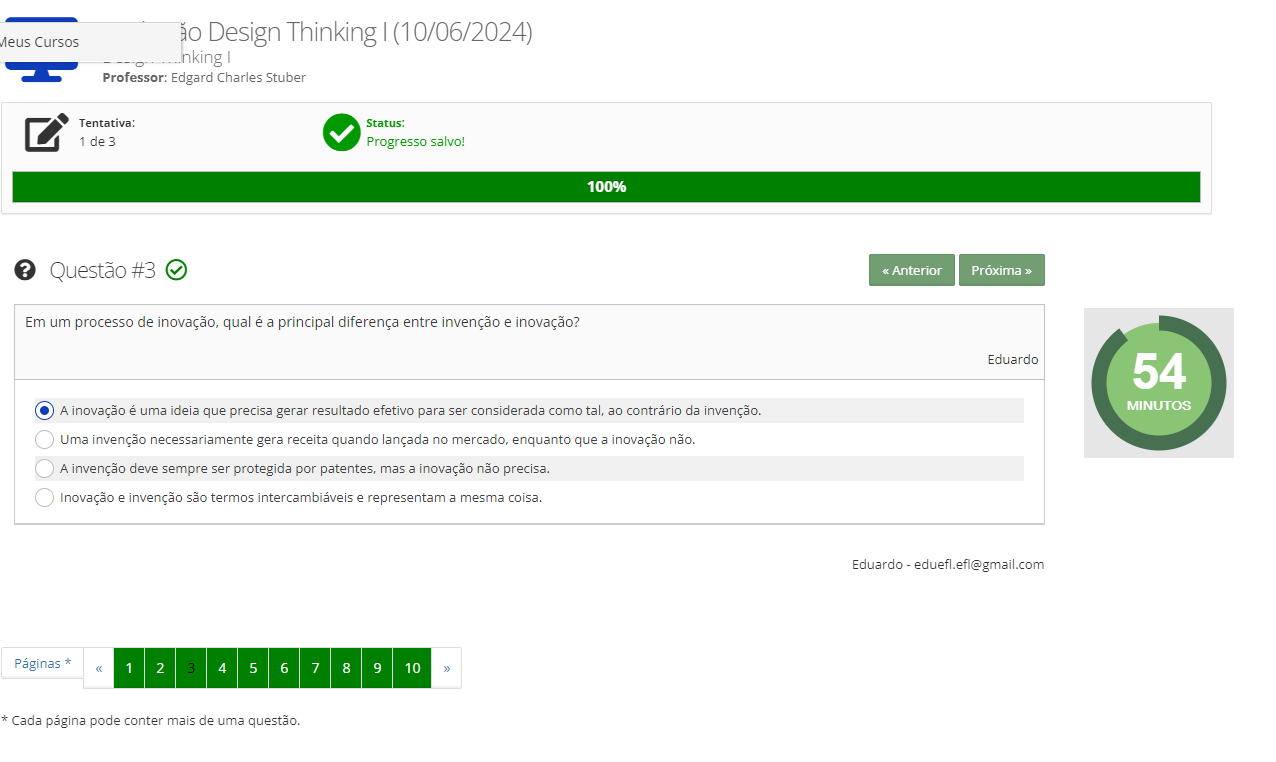 Design Thinking I (10/06/2024)
Meus Cursos
Professor: Edgard Charles Stuber
Tentativa:
1 de 3
Status:
Progresso salvo!
100%
Questão #3
« Anterior
Próxima »
Em um processo de inovação, qual é a principal diferença entre invenção e inovação?
Eduardo
54
MINUTOS
A inovação é uma ideia que precisa gerar resultado efetivo para ser considerada como tal, ao contrário da invenção.
Uma invenção necessariamente gera receita quando lançada no mercado, enquanto que a inovação não.
A invenção deve sempre ser protegida por patentes, mas a inovação não precisa.
Inovação e invenção são termos intercambiáveis e representam a mesma coisa.
Eduardo - eduefl.efl@gmail.com
Páginas *
« 1 2 3 4 5 6 7 8 9 10 »
* Cada página pode conter mais de uma questão.